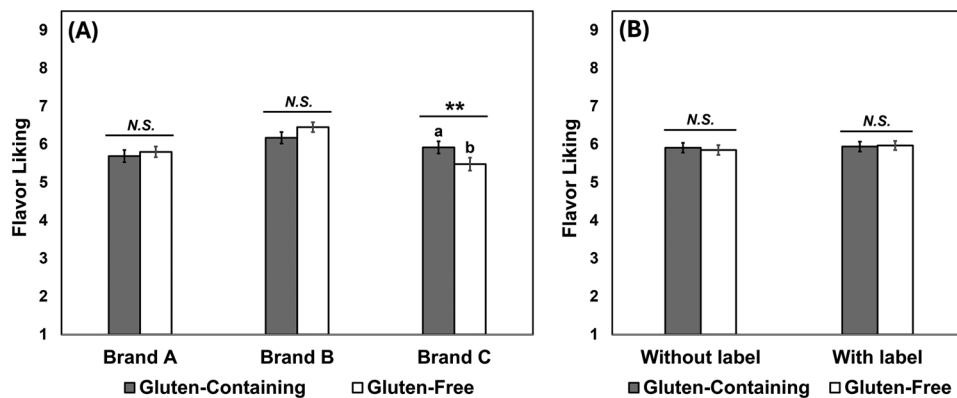 (A)
Flavor Liking
9
8
7
6
5
4
3
2
1
N.S.
N.S.
**
a
b
Brand A Brand B Brand C
Gluten-Containing Gluten-Free
(B)
Flavor Liking
9
8
7
6
5
4
3
2
1
N.S.
N.S.
Without label With label
Gluten-Containing Gluten-Free